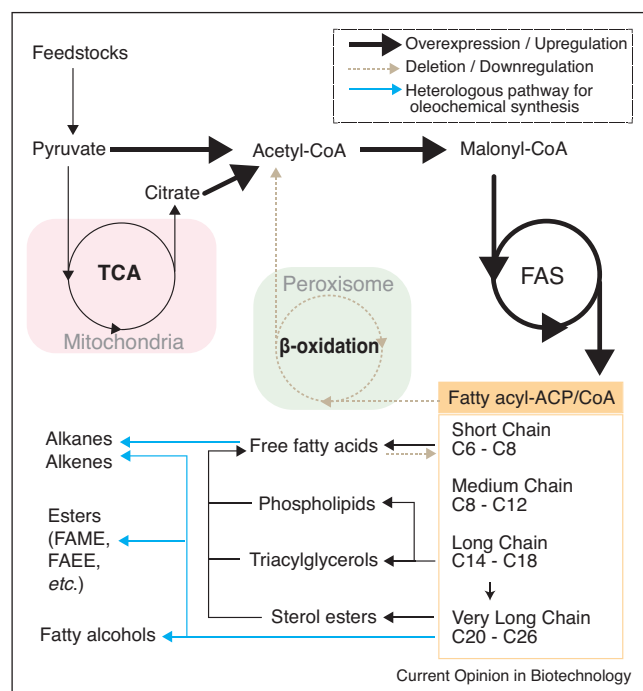 Overexpression / Upregulation
Deletion / Downregulation
Heterologous pathway for
oleochemical synthesis
Feedstocks
Pyruvate
Acetyl-CoA
Malonyl-CoA
Citrate
TCA
Mitochondria
Peroxisome
β-oxidation
FAS
Fatty acyl-ACP/CoA
Short Chain
C6 - C8
Medium Chain
C8 - C12
Long Chain
C14 - C18
Very Long Chain
C20 - C26
Alkanes
Alkenes
Free fatty acids
Phospholipids
Esters
(FAME,
FAEE,
etc.)
Triacylglycerols
Sterol esters
Fatty alcohols
Current Opinion in Biotechnology